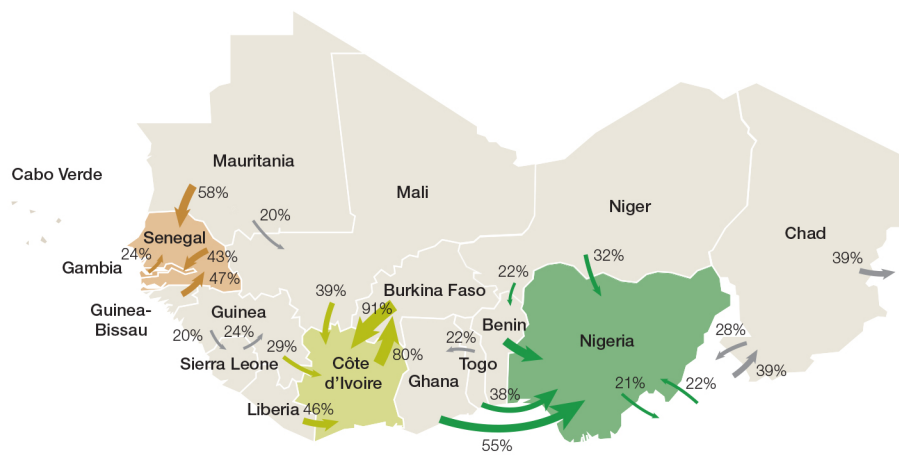 Cabo Verde
Mauritania
58%
Mali
20%
Niger
Chad
39%
Senegal
24%
43%
47%
Gambia
Guinea-
Bissau
32%
22%
39%
Burkina Faso
91%
Guinea
20%
24%
29%
Sierra Leone
Côte
d'Ivoire
80%
Ghana
22%
Togo
Benin
Nigeria
28%
39%
Liberia
46%
38%
21%
22%
55%